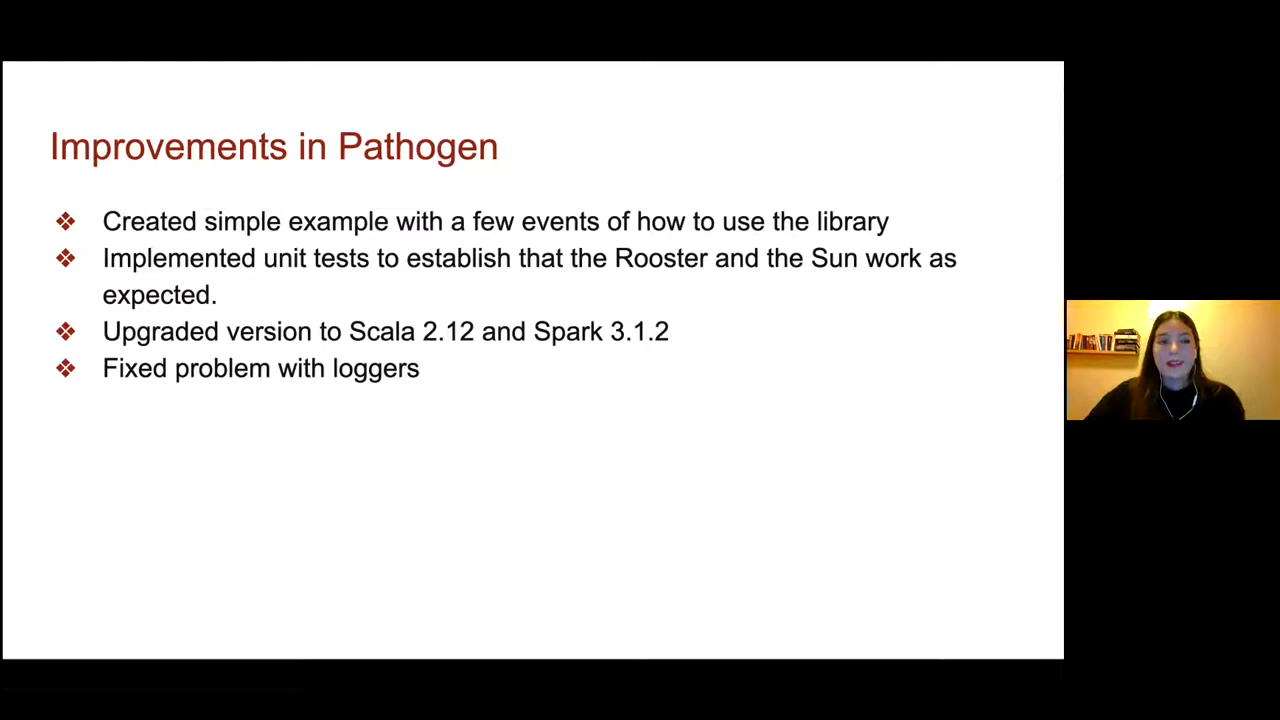 Improvements in Pathogen
❖ Created simple example with a few events of how to use the library
❖ Implemented unit tests to establish that the Rooster and the Sun work as
expected.
❖ Upgraded version to Scala 2.12 and Spark 3.1.2
❖ Fixed problem with loggers